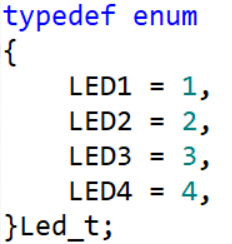 typedef enum
{
    LED1 = 1,
    LED2 = 2,
    LED3 = 3,
    LED4 = 4,
}Led_t;